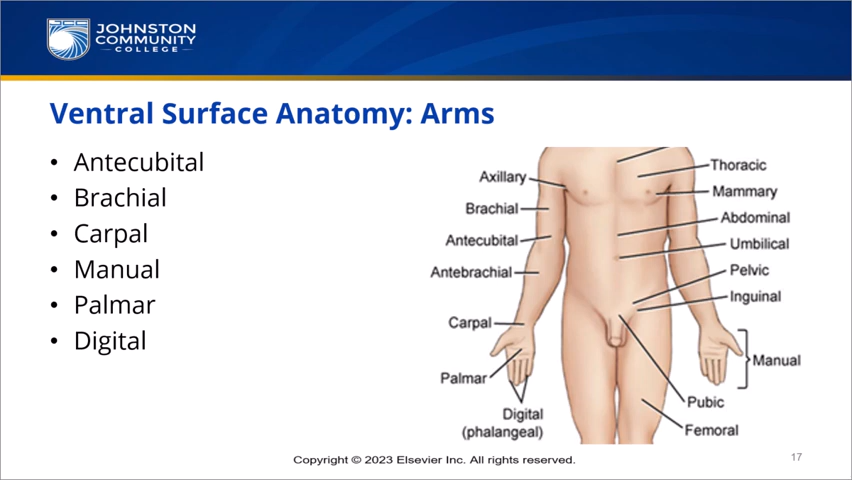 JOHNSTON
COMMUNITY
COLLEGE
Ventral Surface Anatomy: Arms
• Antecubital
• Brachial
• Carpal
• Manual
• Palmar
• Digital
Axillary
Brachial
Antecubital
Antebrachial
Carpal
Palmar
Digital
(phalangeal)
Thoracic
Mammary
Abdominal
Umbilical
Pelvic
Inguinal
Manual
Pubic
Femoral
Copyright © 2023 Elsevier Inc. All rights reserved.
17